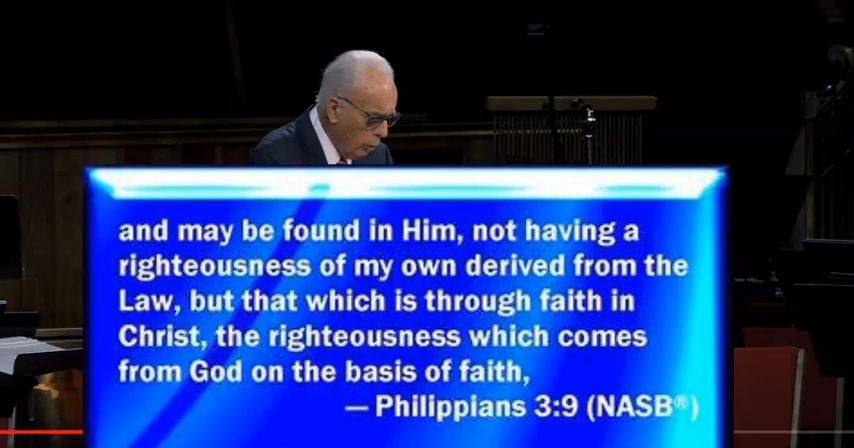 and may be found in Him, not having a
righteousness of my own derived from the
Law, but that which is through faith in
Christ, the righteousness which comes
from God on the basis of faith,
— Philippians 3:9 (NASB®)